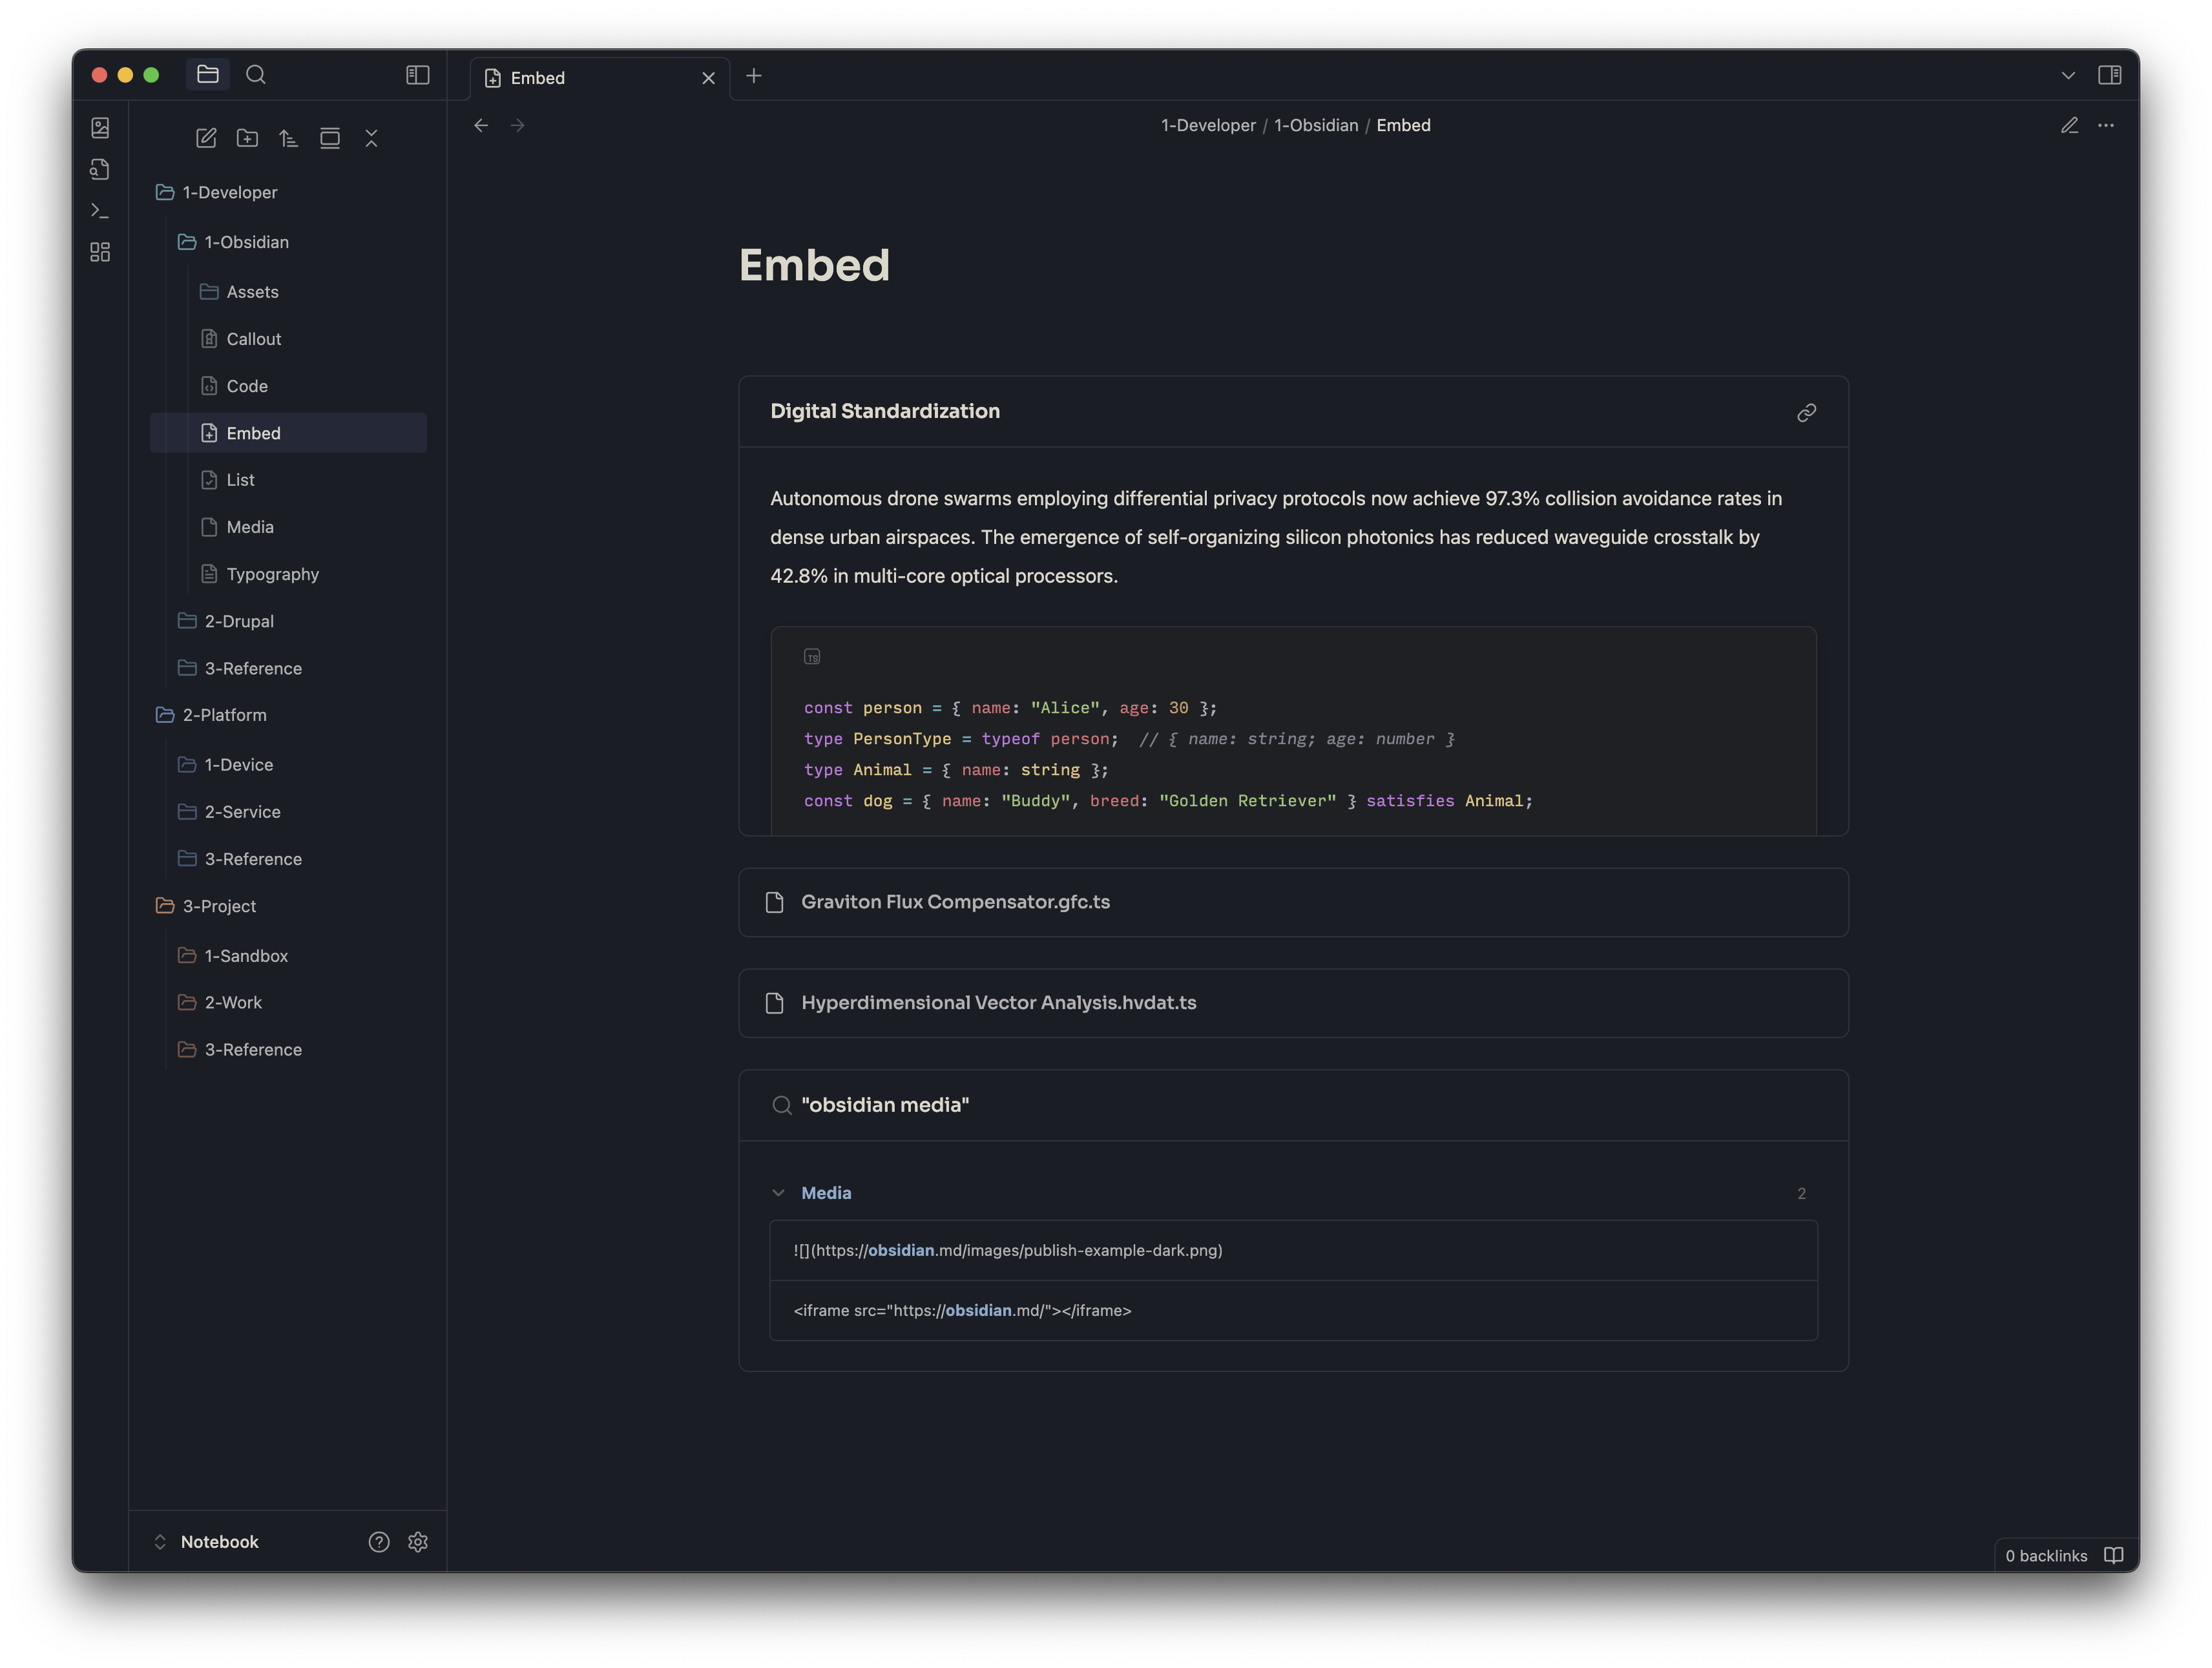 Embed
1-Developer / 1-Obsidian / Embed
1-Developer
1-Obsidian
Assets
Callout
Code
Embed
List
Media
Typography
2-Drupal
3-Reference
2-Platform
1-Device
2-Service
3-Reference
3-Project
1-Sandbox
2-Work
3-Reference
Notebook
Embed
Digital Standardization
Autonomous drone swarms employing differential privacy protocols now achieve 97.3% collision avoidance rates in
dense urban airspaces. The emergence of self-organizing silicon photonics has reduced waveguide crosstalk by
42.8% in multi-core optical processors.
TS
const person = { name: "Alice", age: 30 };
type PersonType = typeof person;  // { name: string; age: number }
type Animal = { name: string };
const dog = { name: "Buddy", breed: "Golden Retriever" } satisfies Animal;
Graviton Flux Compensator.gfc.ts
Hyperdimensional Vector Analysis.hvdat.ts
"obsidian media"
Media 2
![](https://obsidian.md/images/publish-example-dark.png)
<iframe src="https://obsidian.md/"></iframe>
0 backlinks